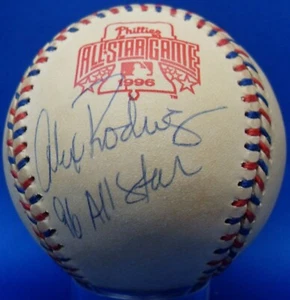 Phillies
ALL STAR GAME
1996
Alex Rodriguez
96 All Star